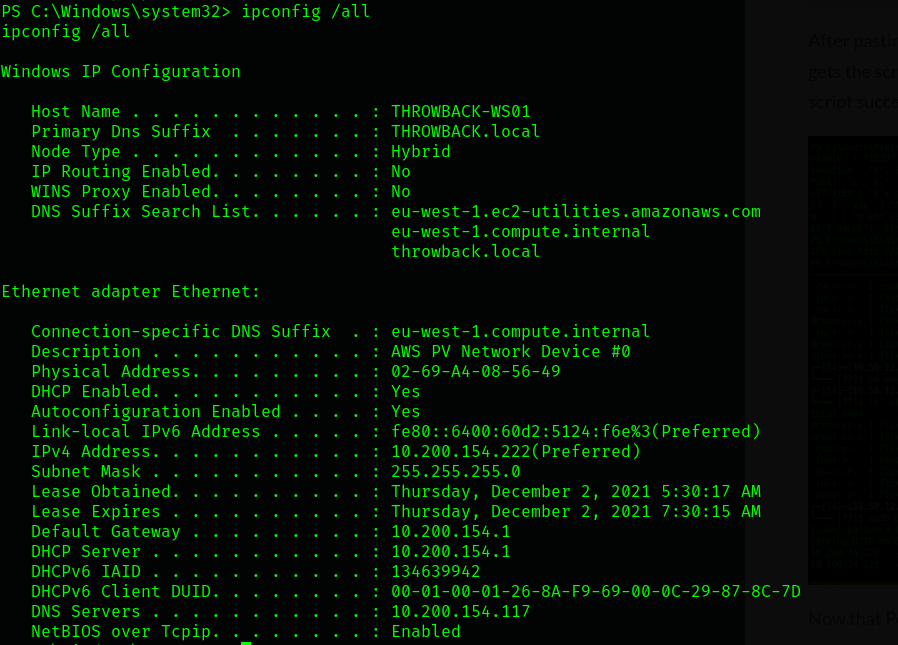 PS C:\Windows\system32> ipconfig /all
ipconfig /all
Windows IP Configuration
Host Name . . . . . . . . . . . . : THROWBACK-WS01
Primary Dns Suffix  . . . . . . . : THROWBACK.local
Node Type . . . . . . . . . . . . : Hybrid
IP Routing Enabled. . . . . . . . : No
WINS Proxy Enabled. . . . . . . . : No
DNS Suffix Search List. . . . . . : eu-west-1.ec2-utilities.amazonaws.com
eu-west-1.compute.internal
throwback.local
Ethernet adapter Ethernet:
Connection-specific DNS Suffix  . : eu-west-1.compute.internal
Description . . . . . . . . . . . : AWS PV Network Device #0
Physical Address. . . . . . . . . : 02-69-A4-08-56-49
DHCP Enabled. . . . . . . . . . . : Yes
Autoconfiguration Enabled . . . . : Yes
Link-local IPv6 Address . . . . . : fe80::6400:60d2:5124:f6e%3(Preferred)
IPv4 Address. . . . . . . . . . . : 10.200.154.222(Preferred)
Subnet Mask . . . . . . . . . . . : 255.255.255.0
Lease Obtained. . . . . . . . . . : Thursday, December 2, 2021 5:30:17 AM
Lease Expires . . . . . . . . . . : Thursday, December 2, 2021 7:30:15 AM
Default Gateway . . . . . . . . . : 10.200.154.1
DHCP Server . . . . . . . . . . . : 10.200.154.1
DHCPv6 IAID . . . . . . . . . . . : 134639942
DHCPv6 Client DUID. . . . . . . . : 00-01-00-01-26-8A-F9-69-00-0C-29-87-8C-7D
DNS Servers . . . . . . . . . . . : 10.200.154.117
NetBIOS over Tcpip. . . . . . . . : Enabled
After pastin
gets the scr
script succe
Now that P